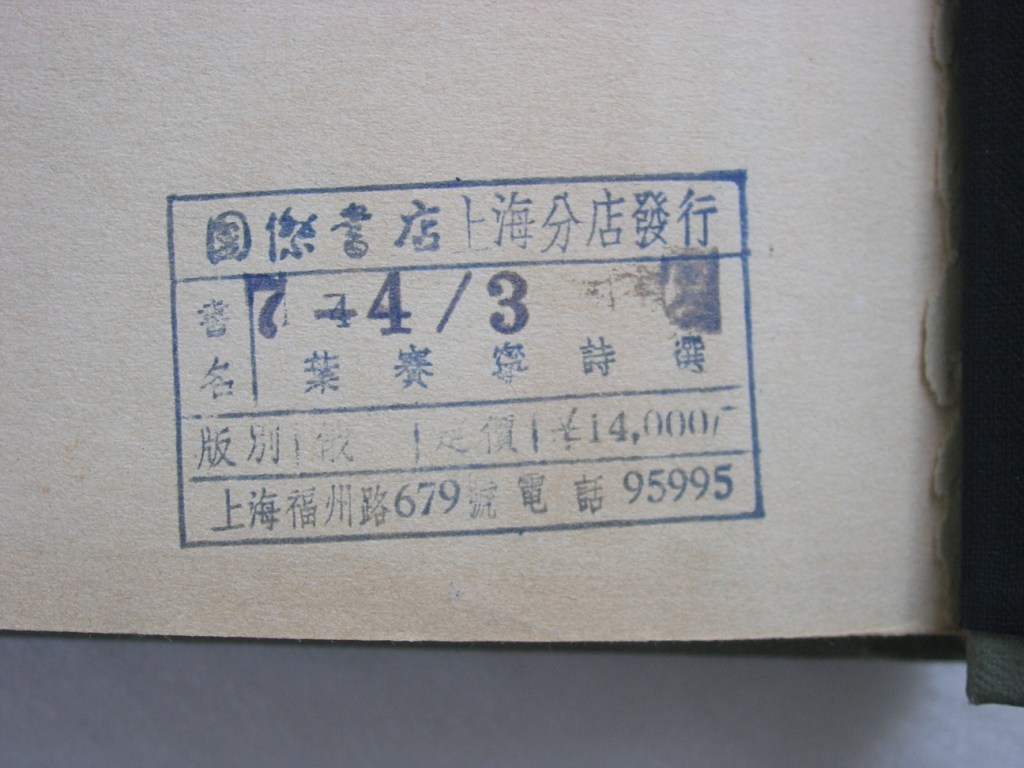 國際書店上海分店發行
7-4/3
書名 葉賽寧詩選
版別 俄 定價 ¥14,000/-
上海福州路679號 電話 95995